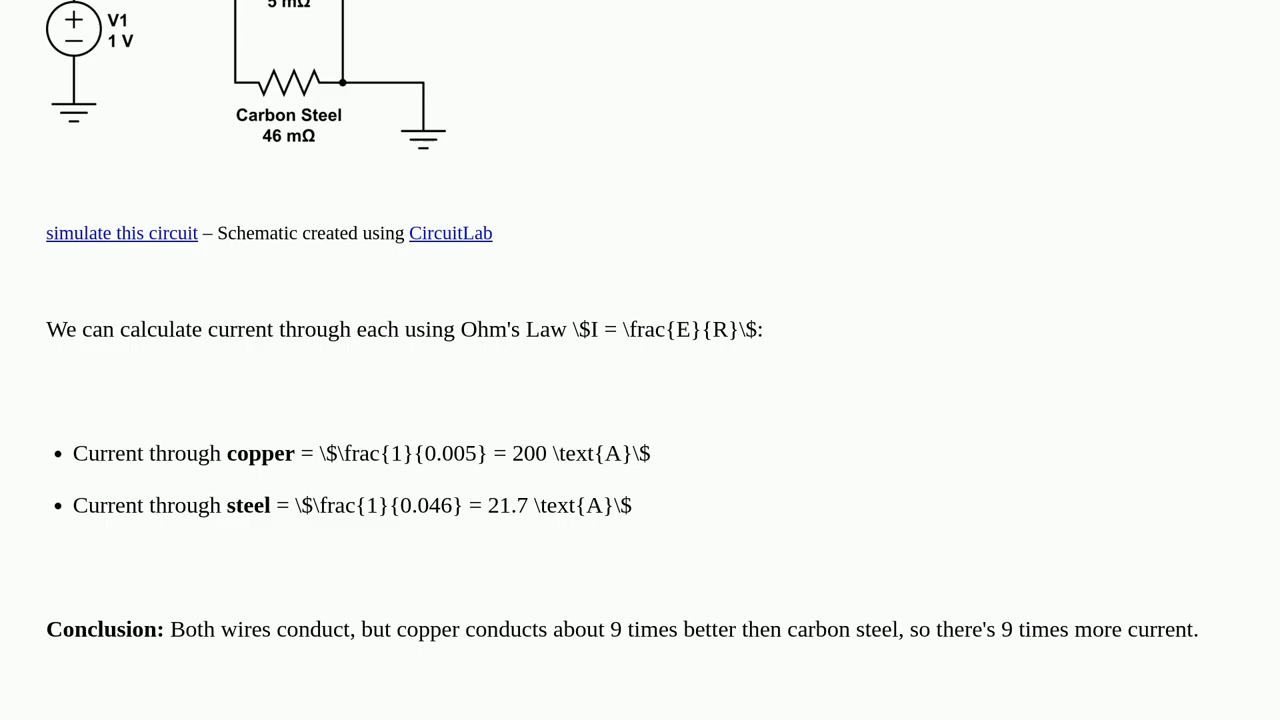 5 mΩ
V1
1 V
Carbon Steel
46 mΩ
simulate this circuit – Schematic created using CircuitLab
We can calculate current through each using Ohm's Law \$I = \frac{E}{R}\$:
• Current through copper = \$\frac{1}{0.005} = 200 \text{A}\$
• Current through steel = \$\frac{1}{0.046} = 21.7 \text{A}\$
Conclusion: Both wires conduct, but copper conducts about 9 times better then carbon steel, so there's 9 times more current.